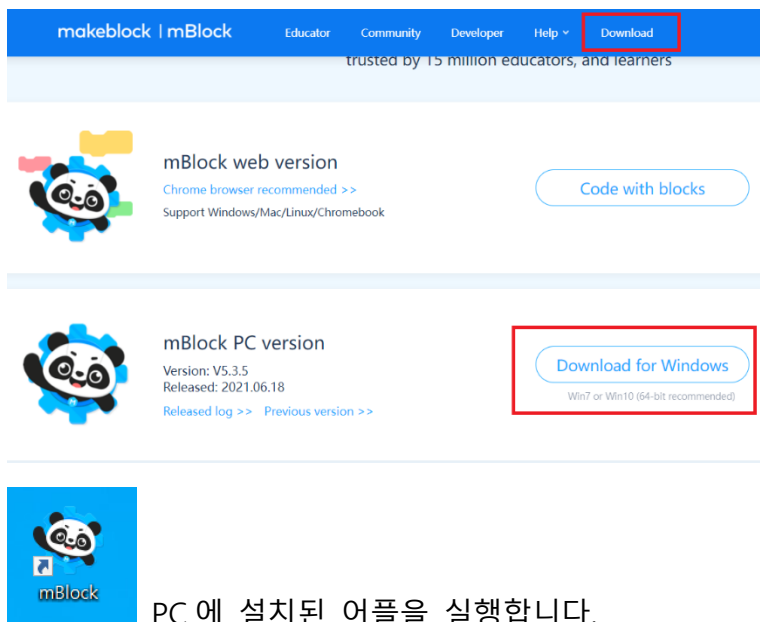 makeblock | mBlock Educator Community Developer Help Download
trusted by 15 million educators, and learners
mBlock web version
Chrome browser recommended >>
Support Windows/Mac/Linux/Chromebook
Code with blocks
mBlock PC version
Version: V5.3.5
Released: 2021.06.18
Released log >> Previous version >>
Download for Windows
Win7 or Win10 (64-bit recommended)
mBlock
PC 에 설치된 어플을 실행합니다.